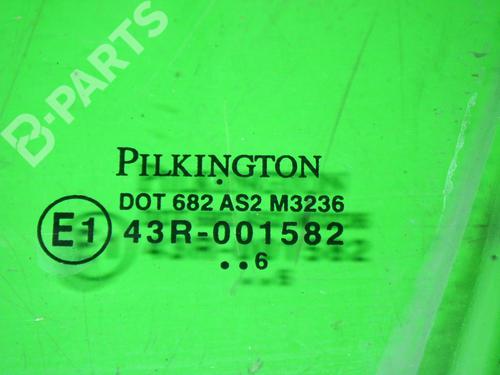 B-PARTS
PILKINGTON
DOT 682 AS2 M3236
E1 43R-001582
..6